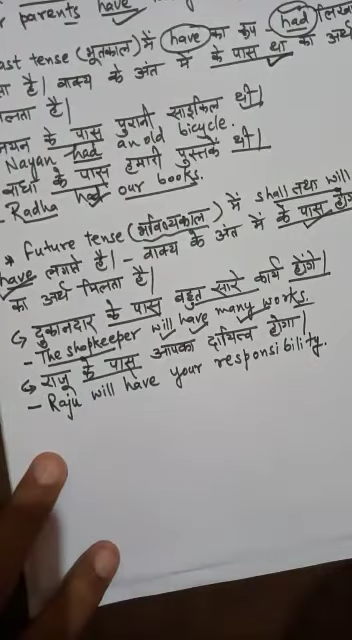 parents have
ast tense (भूतकाल) में have का रूप - had लिखा
ता है। वाक्य के अंत में के पास था का अर्थ
लता है।
नयन के पास पुरानी साइकिल थी।
Nayan had an old bicycle.
राधा के पास हमारी पुस्तकें थी।
- Radha had our books.
* Future tense (भविष्यकाल) में shall तथा will
have लगाते है। - वाक्य के अंत में के पास होगा
का अर्थ मिलता है।
↳ दुकानदार के पास बहुत सारे कार्य होंगे।
- The shopkeeper will have many works.
↳ राजू के पास आपका दायित्व होगा।
- Raju will have your responsibility.